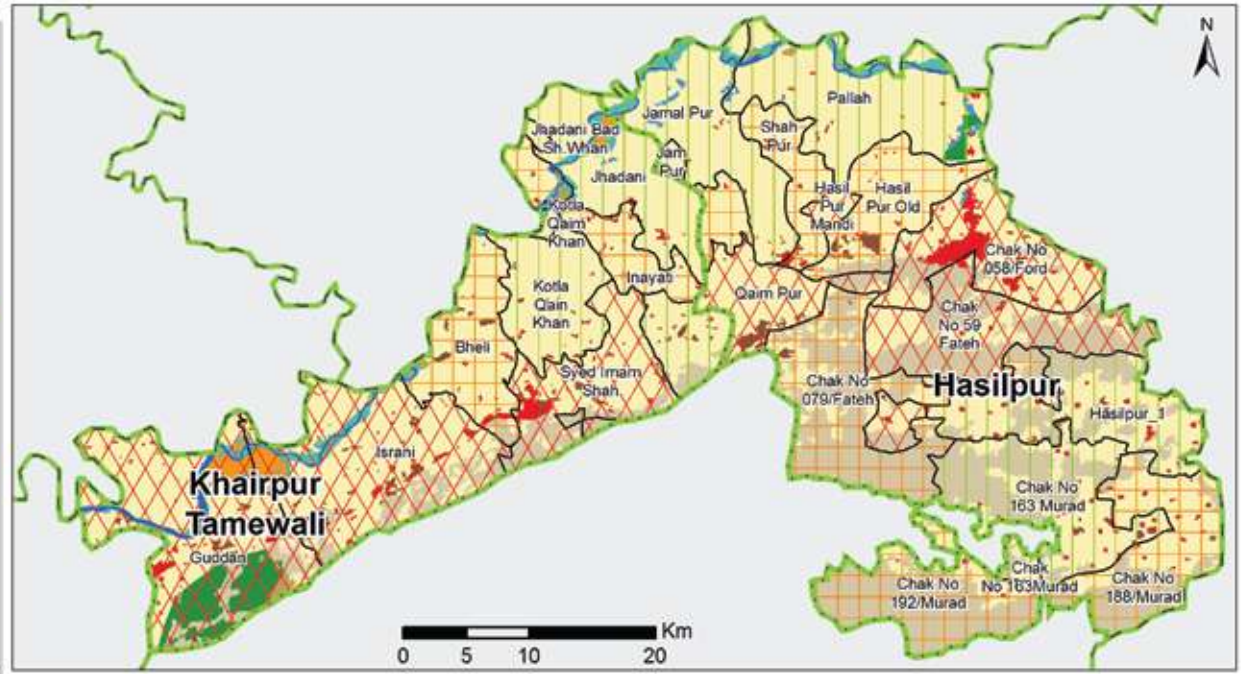 N
Pallah
Jamal Pur
Shah
Pur
Jhadani Bad
Sh.Whan
Jam
Pur
Jhadani
Hasil
Pur
Mandi
Hasil
Pur Old
Kotla
Qaim
Khan
Chak No
058/Ford
Inayati
Qaim Pur
Kotla
Qain
Khan
Chak
No 59
Fateh
Bheli
Syed Imam
Shah
Chak No
079/Fateh
Hasilpur
Hasilpur_1
Israni
Khairpur
Tamewali
Chak No
163 Murad
Guddan
Chak No
192/Murad
Chak
No 163Murad
Chak No
188/Murad
Km
0 5 10 20